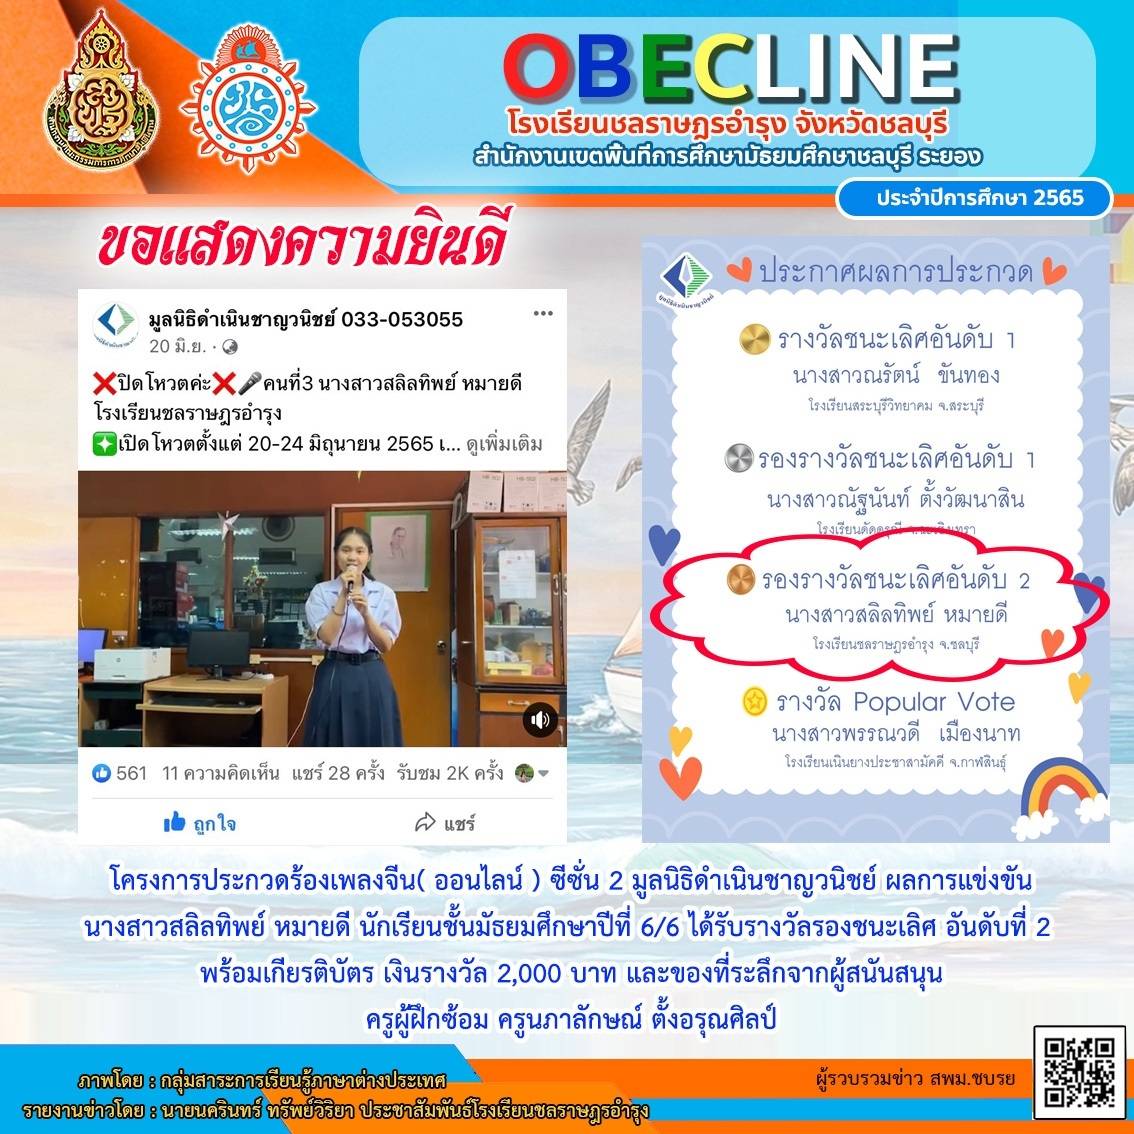 OBECLINE
โรงเรียนชลราษฎรอำรุง จังหวัดชลบุรี
สำนักงานเขตพื้นที่การศึกษามัธยมศึกษาชลบุรี ระยอง
ประจำปีการศึกษา 2565
ขอแสดงความยินดี
มูลนิธิดำเนินชาญวนิชย์ 033-053055
20 มิ.ย. ·
❌ปิดโหวตค่ะ❌🎤คนที่3 นางสาวสลิลทิพย์ หมายดี
โรงเรียนชลราษฎรอำรุง
เปิดโหวตตั้งแต่ 20-24 มิถุนายน 2565 เ... ดูเพิ่มเติม
561 11 ความคิดเห็น แชร์ 28 ครั้ง รับชม 2K ครั้ง
ถูกใจ แชร์
ประกาศผลการประกวด
รางวัลชนะเลิศอันดับ 1
นางสาวณรัตน์ ขันทอง
โรงเรียนสระบุรีวิทยาคม จ.สระบุรี
รองรางวัลชนะเลิศอันดับ 1
นางสาวณัฐนันท์ ตั้งวัฒนาสิน
โรงเรียนดัดดรุณี
รองรางวัลชนะเลิศอันดับ 2
นางสาวสลิลทิพย์ หมายดี
โรงเรียนชลราษฎรอำรุง จ.ชลบุรี
รางวัล Popular Vote
นางสาวพรรณวดี เมืองนาท
โรงเรียนเนินยางประชาสามัคคี จ.กาฬสินธุ์
โครงการประกวดร้องเพลงจีน( ออนไลน์ ) ซีซั่น 2 มูลนิธิดำเนินชาญวนิชย์ ผลการแข่งขัน
นางสาวสลิลทิพย์ หมายดี นักเรียนชั้นมัธยมศึกษาปีที่ 6/6 ได้รับรางวัลรองชนะเลิศ อันดับที่ 2
พร้อมเกียรติบัตร เงินรางวัล 2,000 บาท และของที่ระลึกจากผู้สนันสนุน
ครูผู้ฝึกซ้อม ครูนภาลักษณ์ ตั้งอรุณศิลป์
ภาพโดย : กลุ่มสาระการเรียนรู้ภาษาต่างประเทศ
รายงานข่าวโดย : นายนครินทร์ ทรัพย์วิริยา ประชาสัมพันธ์โรงเรียนชลราษฎรอำรุง
ผู้รวบรวมข่าว สพม.ชบรย